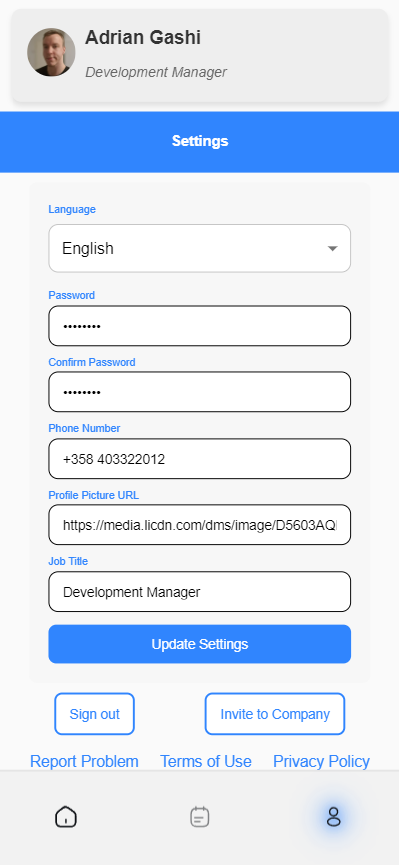 Adrian Gashi
Development Manager
Settings
Language
English
Password
••••••••
Confirm Password
••••••••
Phone Number
+358 403322012
Profile Picture URL
https://media.licdn.com/dms/image/D5603AQ
Job Title
Development Manager
Update Settings
Sign out Invite to Company
Report Problem Terms of Use Privacy Policy